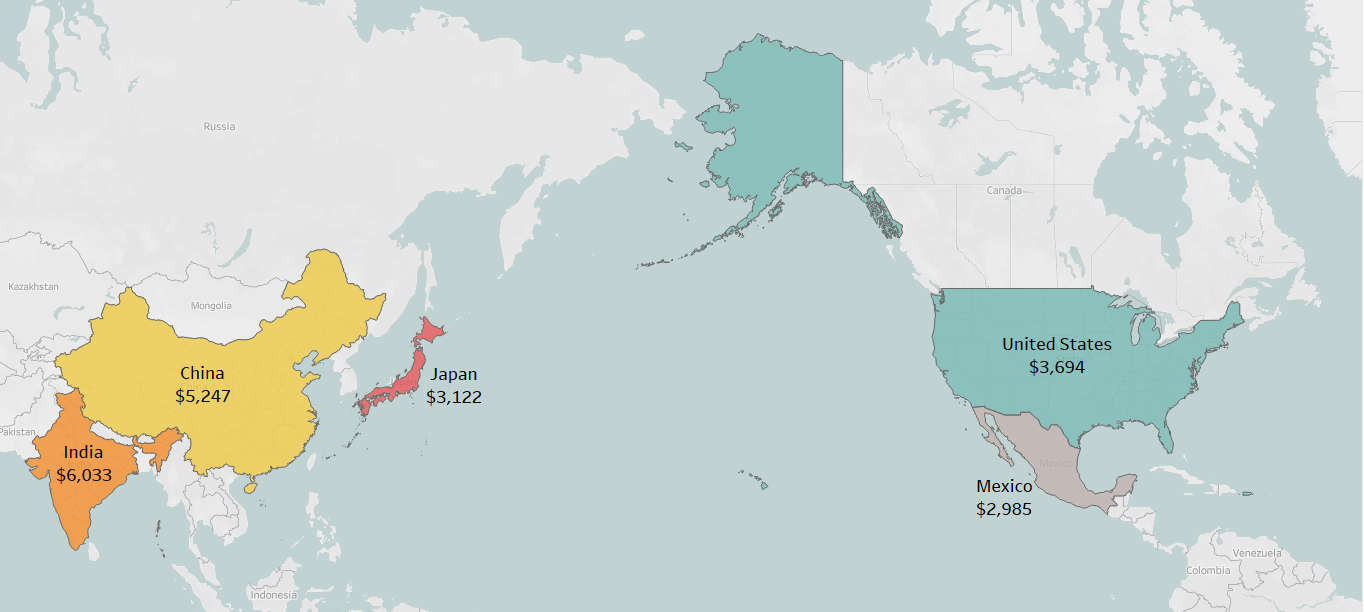 Russia
Canada
Kazakhstan
Mongolia
United States
$3,694
China
$5,247
Japan
$3,122
Pakistan
India
$6,033
Mexico
Mexico
$2,985
Venezuela
Colombia
Indonesia